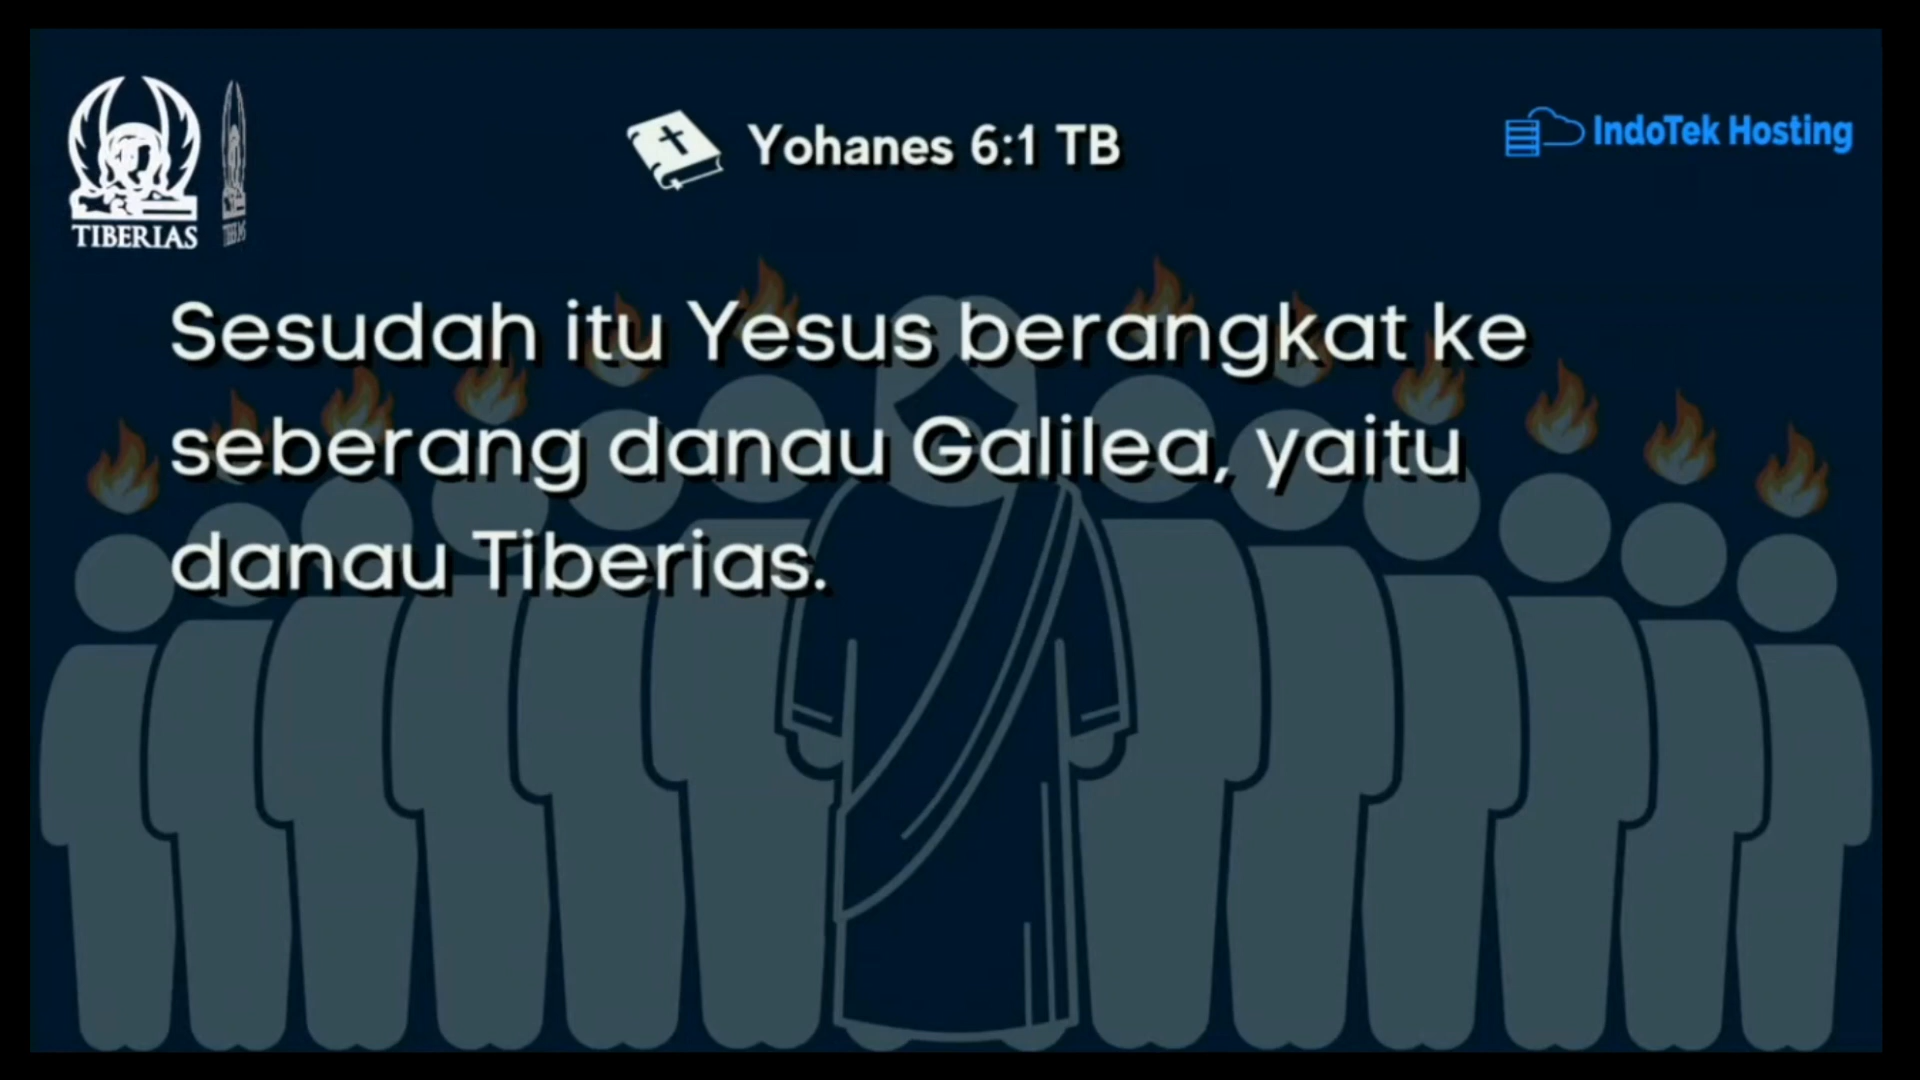 TIBERIAS
Yohanes 6:1 TB
IndoTek Hosting
Sesudah itu Yesus berangkat ke
seberang danau Galilea, yaitu
danau Tiberias.